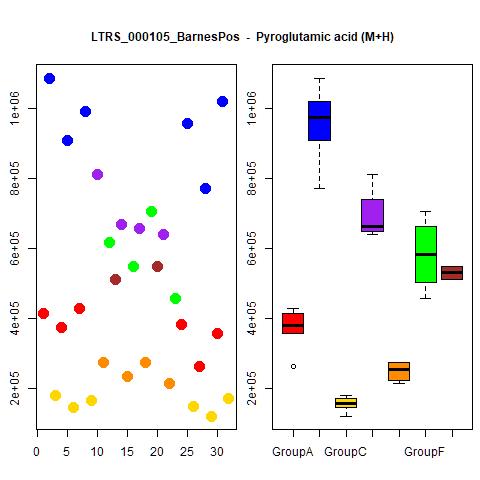 LTRS_000105_BarnesPos - Pyroglutamic acid (M+H)
1e+06
8e+05
6e+05
4e+05
2e+05
0 5 10 15 20 25 30
1e+06
8e+05
6e+05
4e+05
2e+05
GroupA GroupC GroupF